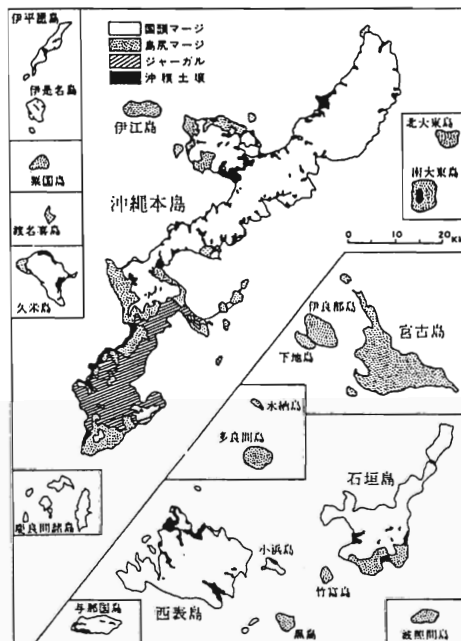 国頭マージ
島尻マージ
ジャーガル
沖積土壌
伊平屋島
伊是名島
粟国島
渡名喜島
久米島
慶良間諸島
伊江島
沖縄本島
北大東島
南大東島
0 10 20K
伊良部島
下地島
宮古島
水納島
多良間島
石垣島
小浜島
竹富島
西表島
黒島
与那国島
波照間島